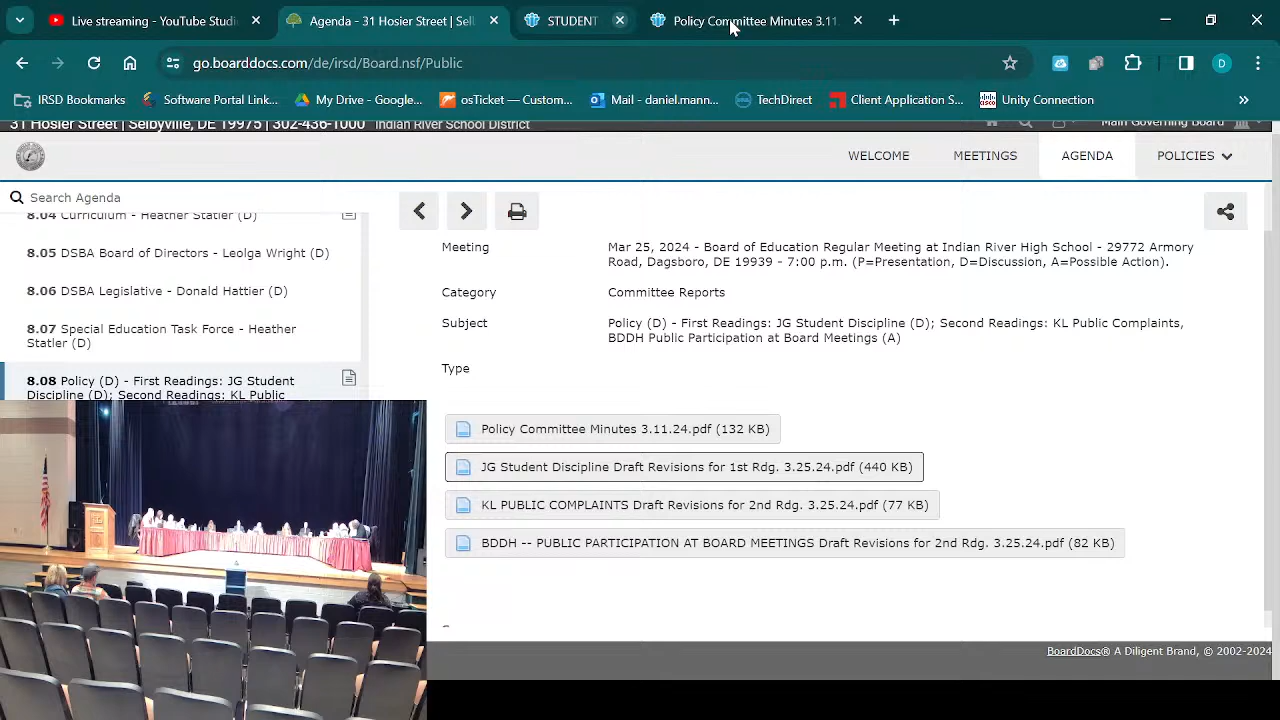 Live streaming - YouTube Studi
Agenda - 31 Hosier Street | Sel
STUDENT
Policy Committee Minutes 3.11.
go.boarddocs.com/de/irsd/Board.nsf/Public
D
IRSD Bookmarks
Software Portal Link...
My Drive - Google...
osTicket — Custom...
Mail - daniel.mann...
TechDirect
Client Application S...
Unity Connection
31 Hosier Street | Selbyville, DE 19975 | 302-436-1000 Indian River School District
Main Governing Board
WELCOME
MEETINGS
AGENDA
POLICIES
Search Agenda
8.04 Curriculum - Heather Statler (D)
8.05 DSBA Board of Directors - Leolga Wright (D)
8.06 DSBA Legislative - Donald Hattier (D)
8.07 Special Education Task Force - Heather
Statler (D)
8.08 Policy (D) - First Readings: JG Student
Discipline (D); Second Readings: KL Public
Meeting
Mar 25, 2024 - Board of Education Regular Meeting at Indian River High School - 29772 Armory
Road, Dagsboro, DE 19939 - 7:00 p.m. (P=Presentation, D=Discussion, A=Possible Action).
Category
Committee Reports
Subject
Policy (D) - First Readings: JG Student Discipline (D); Second Readings: KL Public Complaints,
BDDH Public Participation at Board Meetings (A)
Type
Policy Committee Minutes 3.11.24.pdf (132 KB)
JG Student Discipline Draft Revisions for 1st Rdg. 3.25.24.pdf (440 KB)
KL PUBLIC COMPLAINTS Draft Revisions for 2nd Rdg. 3.25.24.pdf (77 KB)
BDDH -- PUBLIC PARTICIPATION AT BOARD MEETINGS Draft Revisions for 2nd Rdg. 3.25.24.pdf (82 KB)
BoardDocs® A Diligent Brand, © 2002-2024